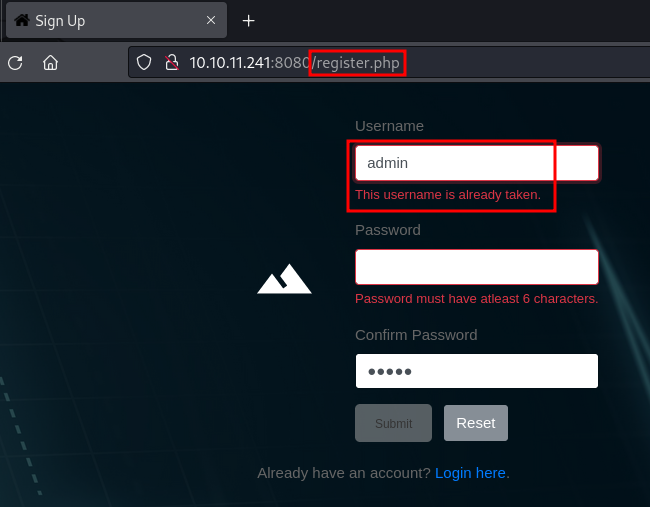 Sign Up
10.10.11.241:8080/register.php
Username
admin
This username is already taken.
Password
Password must have atleast 6 characters.
Confirm Password
Submit Reset
Already have an account? Login here.